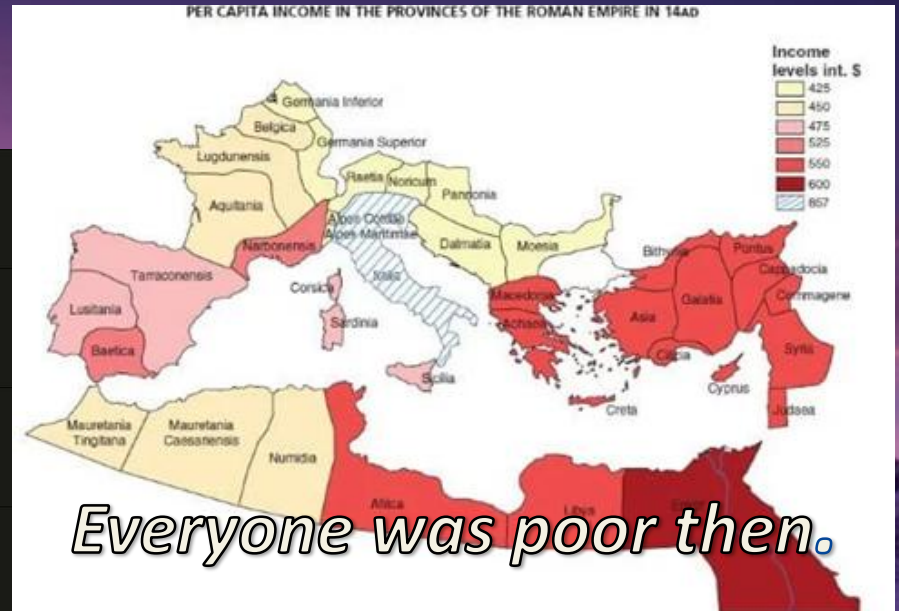 PER CAPITA INCOME IN THE PROVINCES OF THE ROMAN EMPIRE IN 14AD
Income
levels int. $
425
450
475
525
550
600
857
Germania Inferior
Belgica
Germania Superior
Lugdunensis
Raetia
Noricum
Pannonia
Aquitania
Alpes Cottiae
Alpes Maritimae
Narbonensis
Dalmatia
Moesia
Bithynia
Pontus
Tarraconensis
Italia
Cappadocia
Corsica
Macedonia
Galatia
Commagene
Lusitania
Sardinia
Achaea
Asia
Baetica
Cilicia
Syria
Sicilia
Cyprus
Creta
Judaea
Mauretania
Tingitana
Mauretania
Caesariensis
Numidia
Africa
Libya
Everyone was poor then.